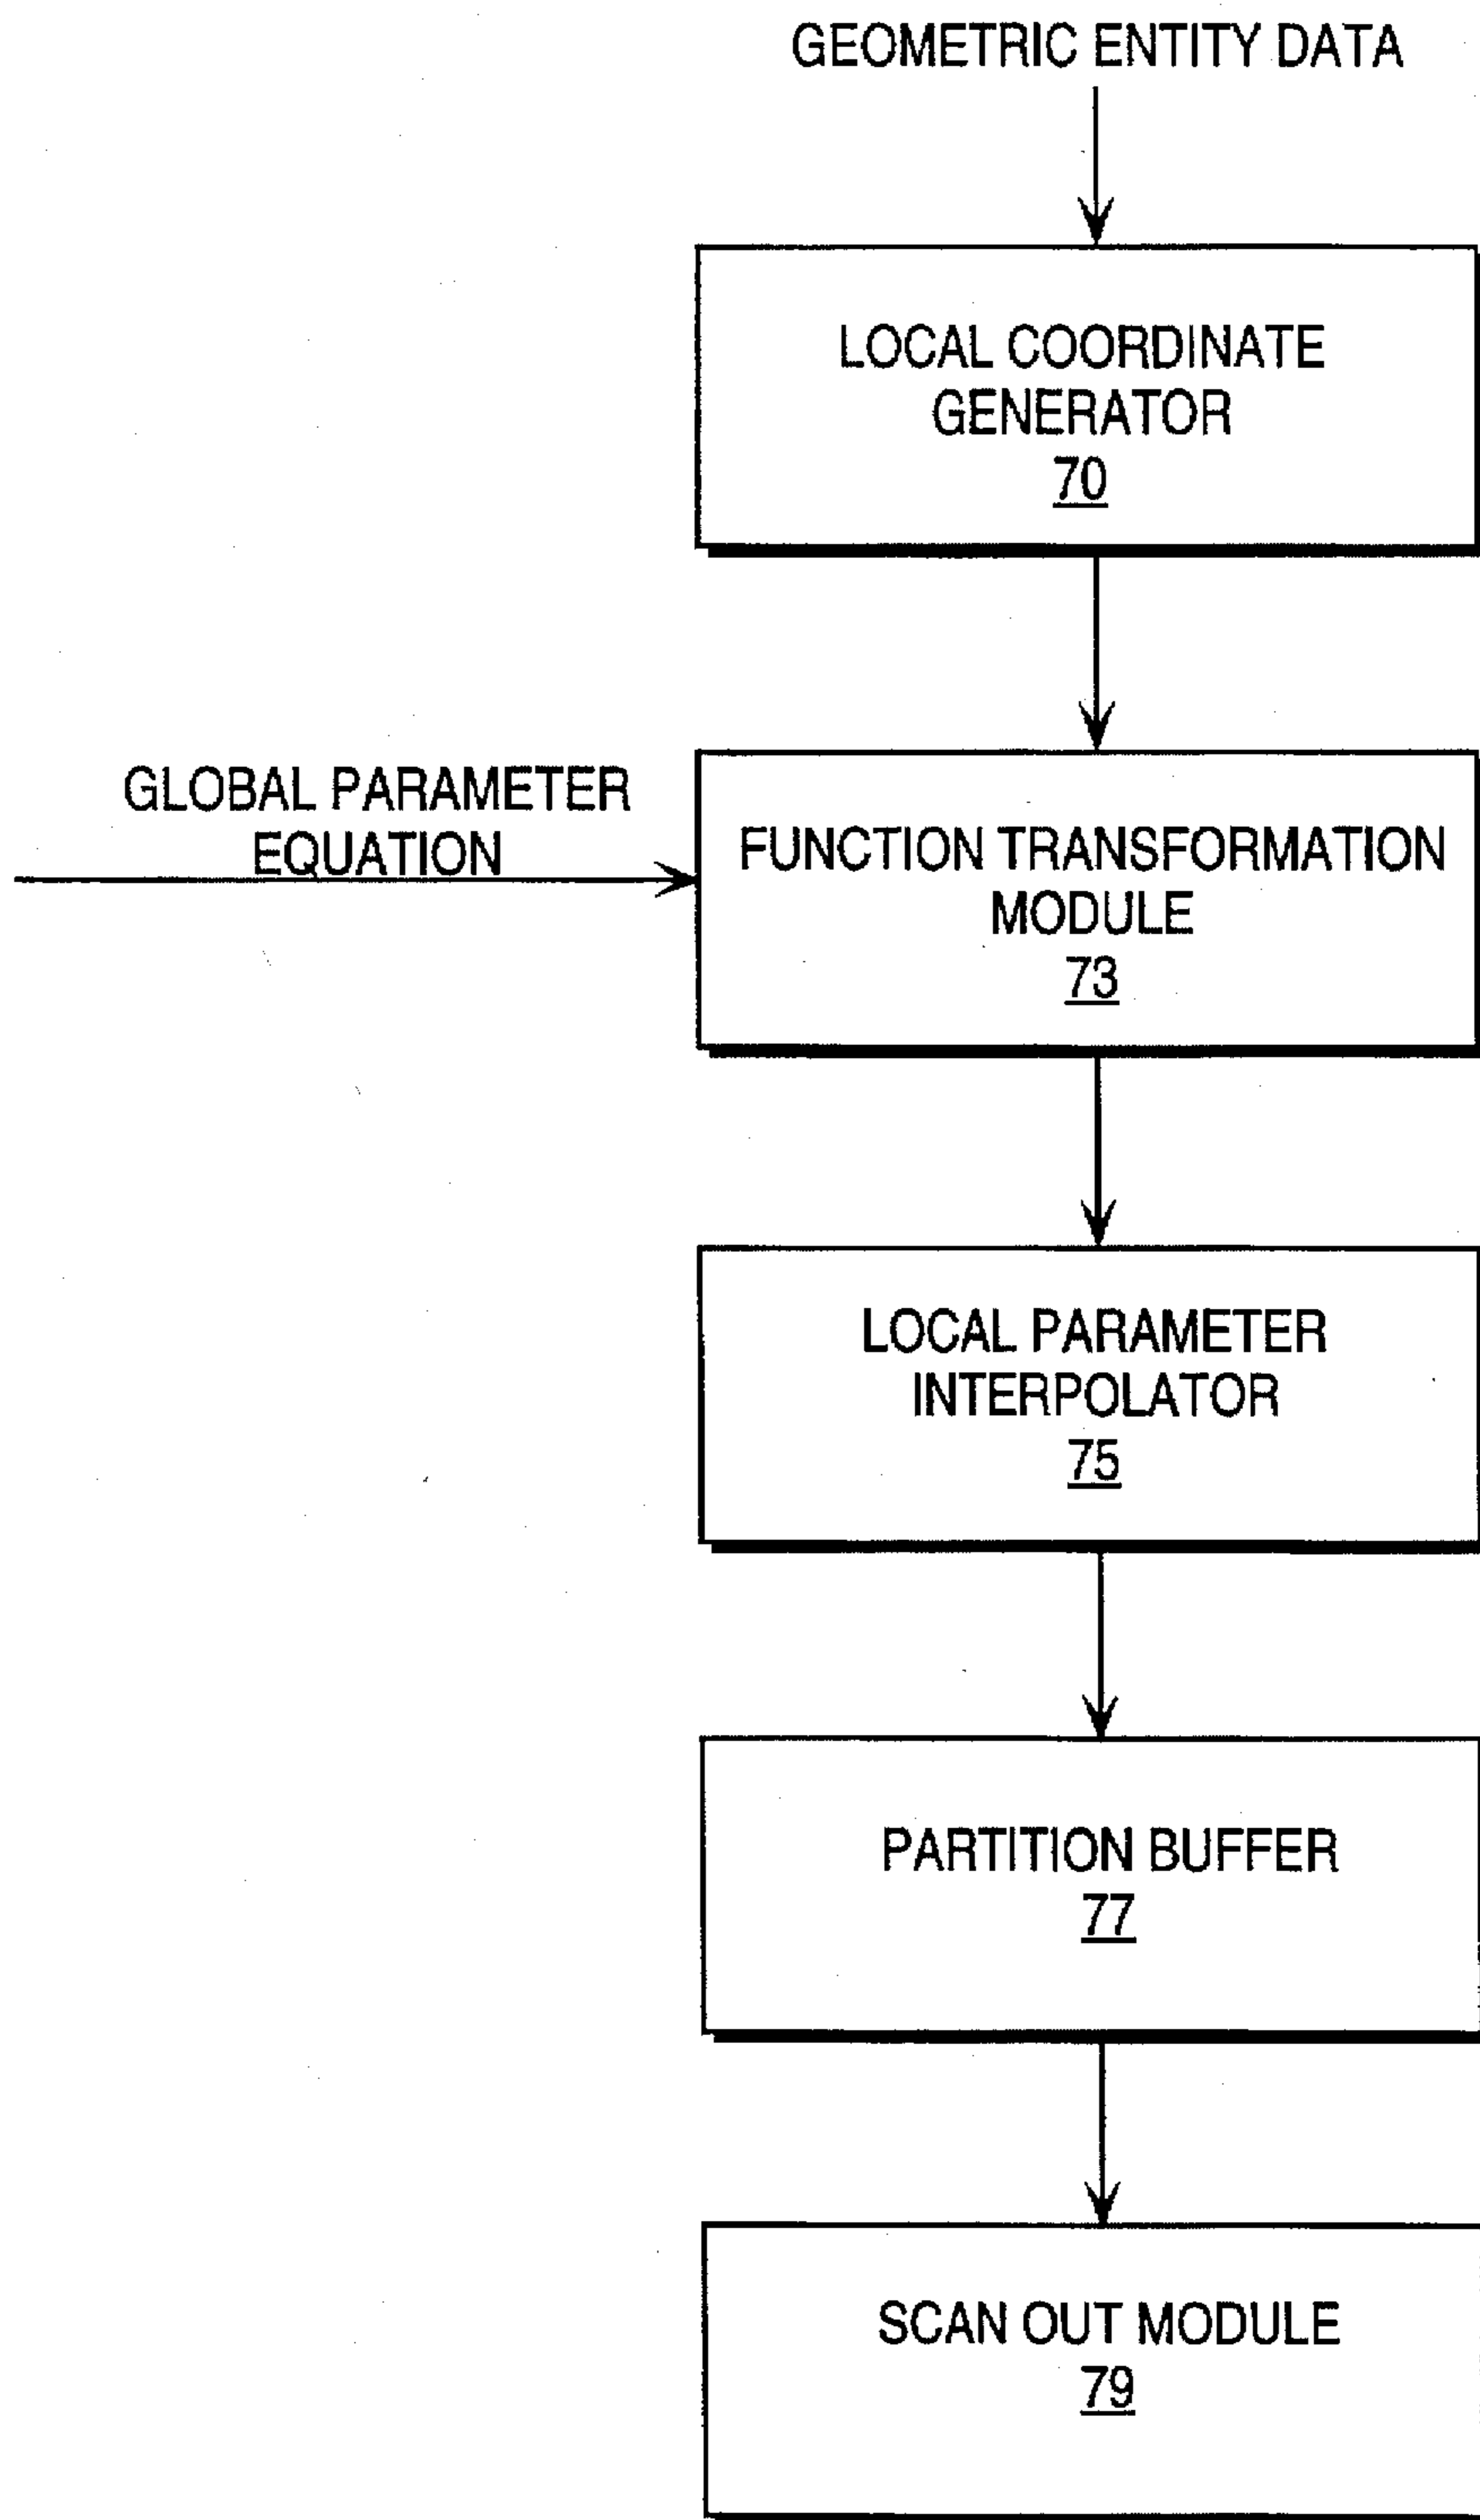 GEOMETRIC ENTITY DATA
LOCAL COORDINATE
GENERATOR
70
GLOBAL PARAMETER
EQUATION
FUNCTION TRANSFORMATION
MODULE
73
LOCAL PARAMETER
INTERPOLATOR
75
PARTITION BUFFER
77
SCAN OUT MODULE
79